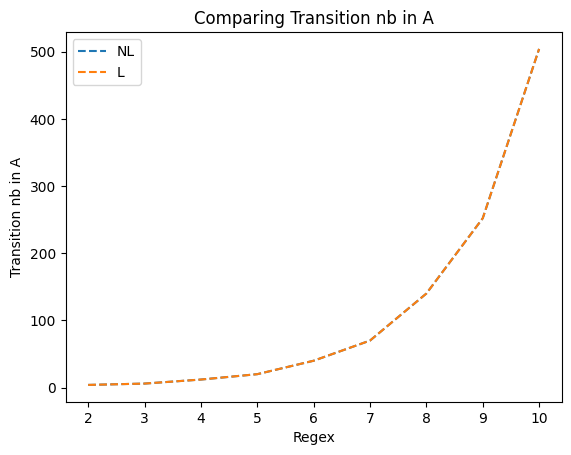 Comparing Transition nb in A
NL
L
Transition nb in A
500
400
300
200
100
0
2 3 4 5 6 7 8 9 10
Regex